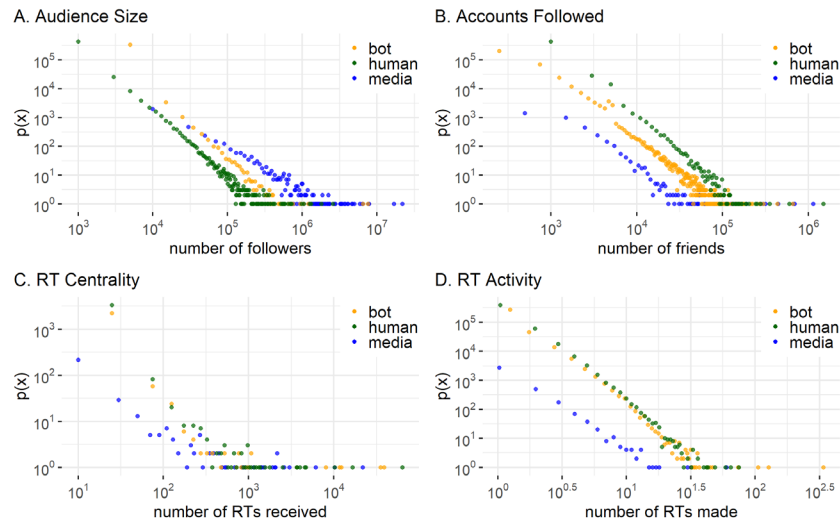 A. Audience Size
bot
human
media
p(x)
10^5
10^4
10^3
10^2
10^1
10^0
10^3 10^4 10^5 10^6 10^7
number of followers
B. Accounts Followed
bot
human
media
p(x)
10^5
10^4
10^3
10^2
10^1
10^0
10^3 10^4 10^5 10^6
number of friends
C. RT Centrality
bot
human
media
p(x)
10^3
10^2
10^1
10^0
10^1 10^2 10^3 10^4
number of RTs received
D. RT Activity
bot
human
media
p(x)
10^5
10^4
10^3
10^2
10^1
10^0
10^0 10^0.5 10^1 10^1.5 10^2 10^2.5
number of RTs made